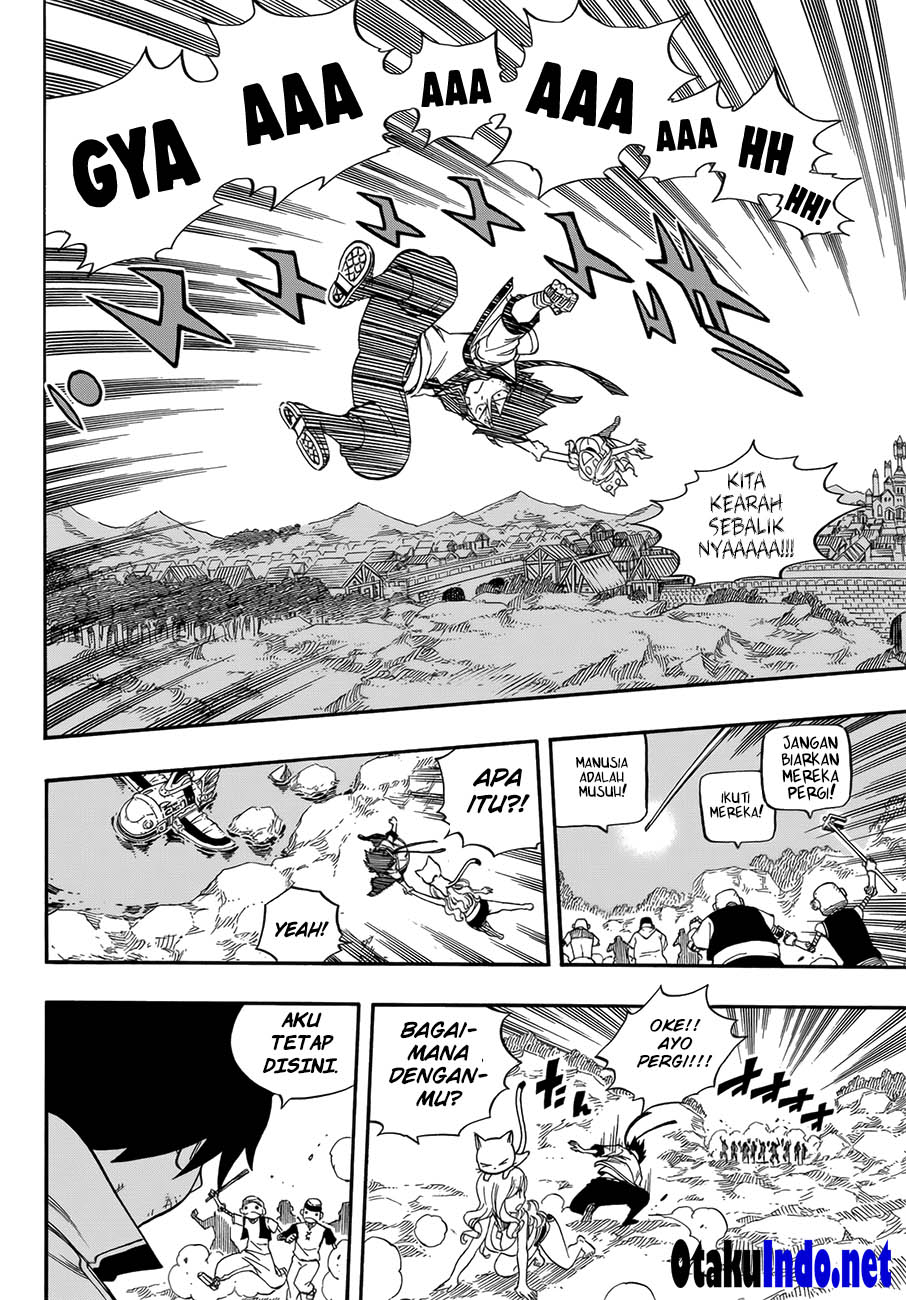 GYA
AAA
AAA
AAA
AAA
HH
HH!
KITA
KEARAH
SEBALIK
NYAAAAA!!!
APA
ITU?!
YEAH!
JANGAN
BIARKAN
MEREKA
PERGI!
IKUTI
MEREKA!
MANUSIA
ADALAH
MUSUH!
AKU
TETAP
DISINI.
BAGAI-
MANA
DENGAN-
MU?
OKE!!
AYO
PERGI!!!
OtakuIndo.net